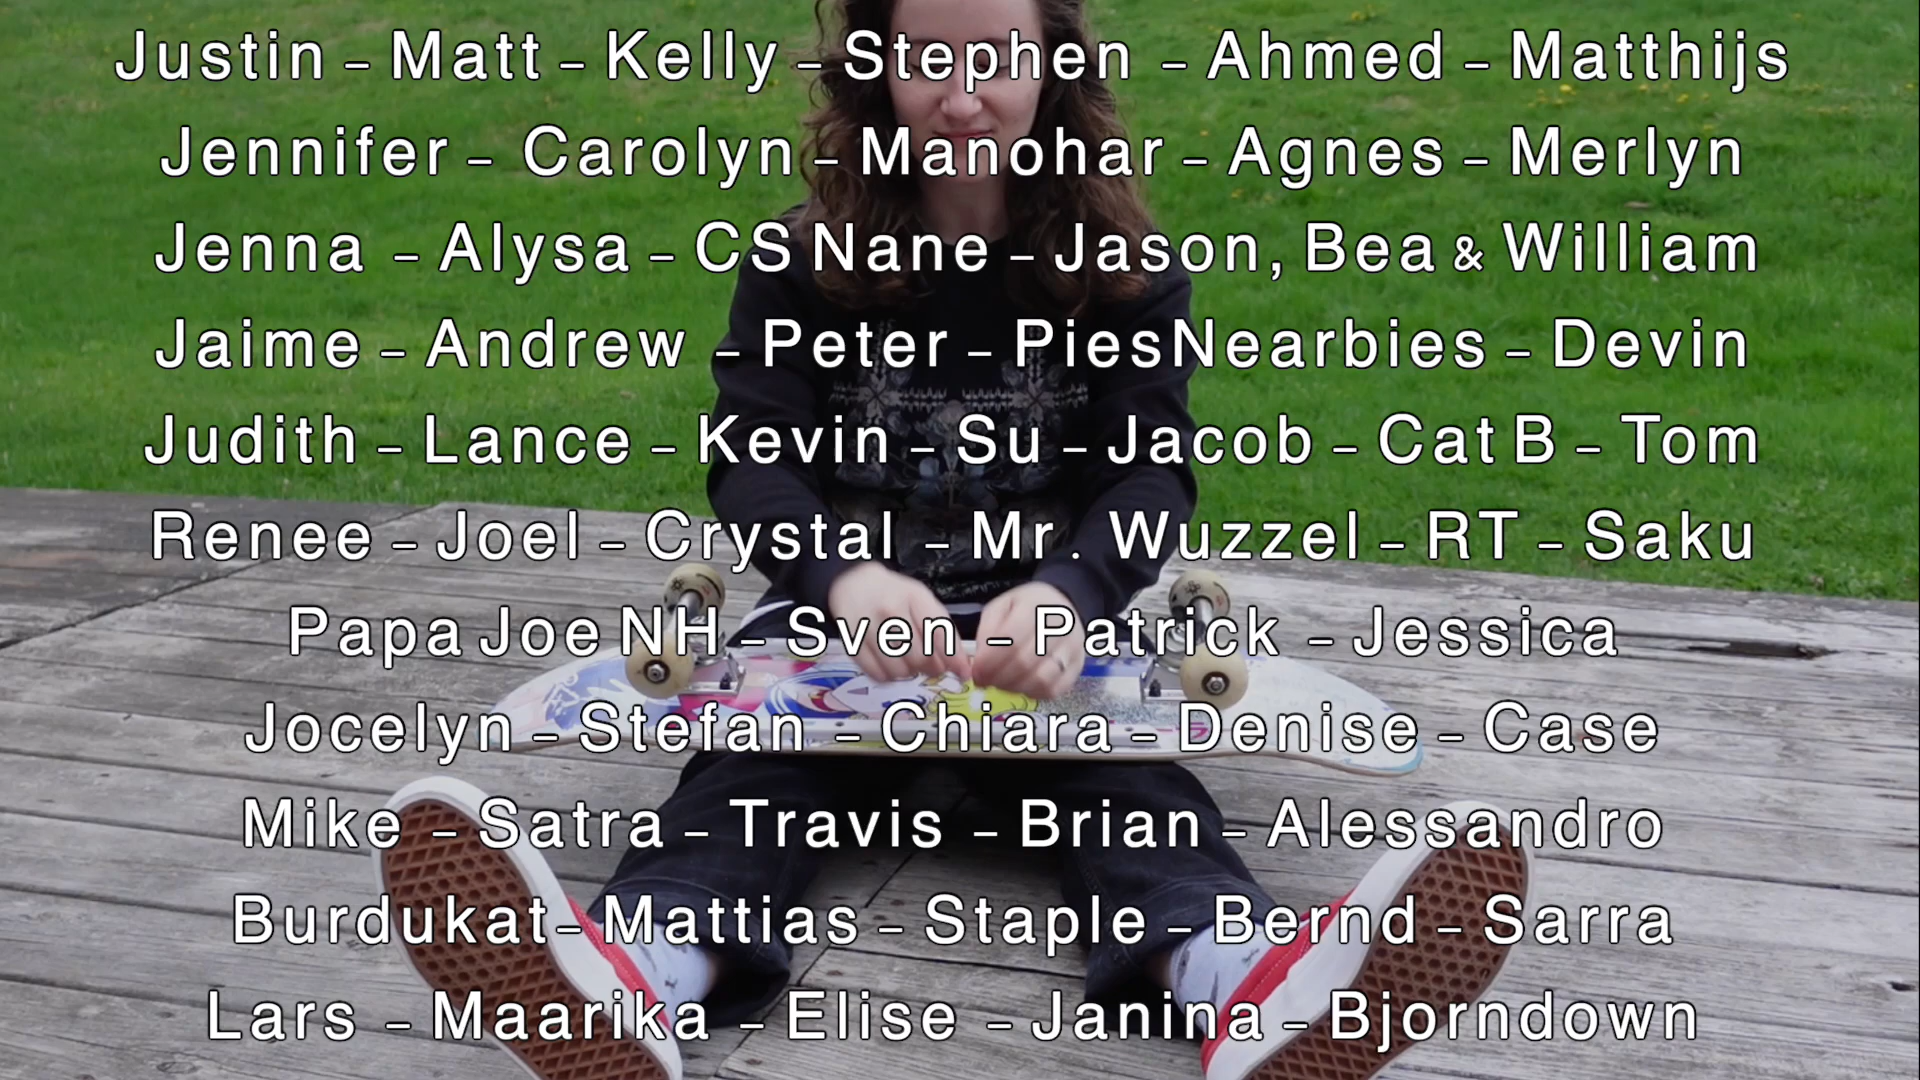 Justin – Matt – Kelly – Stephen – Ahmed – Matthijs
Jennifer – Carolyn – Manohar – Agnes – Merlyn
Jenna – Alysa – CS Nane – Jason, Bea & William
Jaime – Andrew – Peter – PiesNearbies – Devin
Judith – Lance – Kevin – Su – Jacob – Cat B – Tom
Renee – Joel – Crystal – Mr. Wuzzel – RT – Saku
Papa Joe NH – Sven – Patrick – Jessica
Jocelyn – Stefan – Chiara – Denise – Case
Mike – Satra – Travis – Brian – Alessandro
Burdukat – Mattias – Staple – Bernd – Sarra
Lars – Maarika – Elise – Janina – Bjorndown